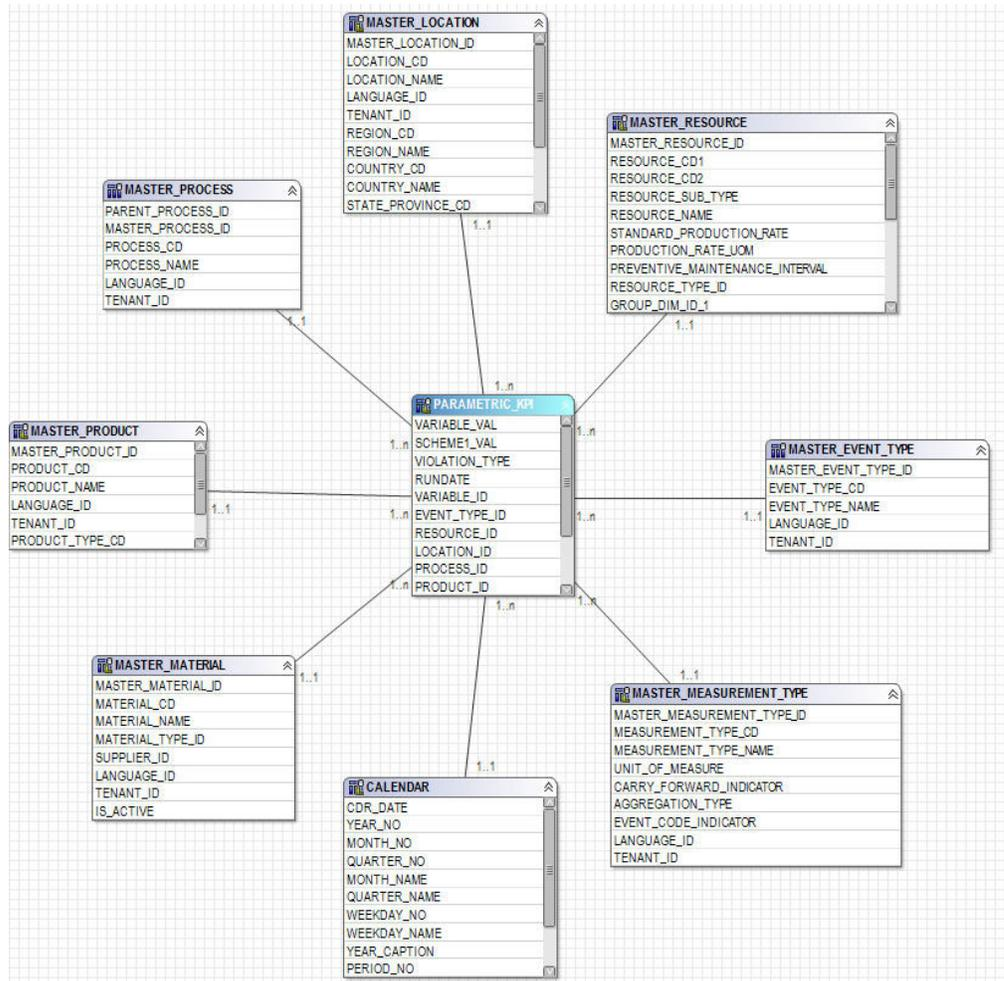 MASTER_LOCATION
MASTER_LOCATION_ID
LOCATION_CD
LOCATION_NAME
LANGUAGE_ID
TENANT_ID
REGION_CD
REGION_NAME
COUNTRY_CD
COUNTRY_NAME
STATE_PROVINCE_CD
1..1
MASTER_RESOURCE
MASTER_RESOURCE_ID
RESOURCE_CD1
RESOURCE_CD2
RESOURCE_SUB_TYPE
RESOURCE_NAME
STANDARD_PRODUCTION_RATE
PRODUCTION_RATE_UOM
PREVENTIVE_MAINTENANCE_INTERVAL
RESOURCE_TYPE_ID
GROUP_DIM_ID_1
1..1
MASTER_PROCESS
PARENT_PROCESS_ID
MASTER_PROCESS_ID
PROCESS_CD
PROCESS_NAME
LANGUAGE_ID
TENANT_ID
1..1
1..n
PARAMETRIC_KPI
VARIABLE_VAL
SCHEME1_VAL
VIOLATION_TYPE
RUNDATE
VARIABLE_ID
EVENT_TYPE_ID
RESOURCE_ID
LOCATION_ID
PROCESS_ID
PRODUCT_ID
1..n
1..n
1..n
1..n
1..n
1..n
1..n
MASTER_PRODUCT
MASTER_PRODUCT_ID
PRODUCT_CD
PRODUCT_NAME
LANGUAGE_ID
TENANT_ID
PRODUCT_TYPE_CD
1..1
MASTER_EVENT_TYPE
MASTER_EVENT_TYPE_ID
EVENT_TYPE_CD
EVENT_TYPE_NAME
LANGUAGE_ID
TENANT_ID
1..1
MASTER_MATERIAL
MASTER_MATERIAL_ID
MATERIAL_CD
MATERIAL_NAME
MATERIAL_TYPE_ID
SUPPLIER_ID
LANGUAGE_ID
TENANT_ID
IS_ACTIVE
1..1
1..1
MASTER_MEASUREMENT_TYPE
MASTER_MEASUREMENT_TYPE_ID
MEASUREMENT_TYPE_CD
MEASUREMENT_TYPE_NAME
UNIT_OF_MEASURE
CARRY_FORWARD_INDICATOR
AGGREGATION_TYPE
EVENT_CODE_INDICATOR
LANGUAGE_ID
TENANT_ID
1..1
CALENDAR
CDR_DATE
YEAR_NO
MONTH_NO
QUARTER_NO
MONTH_NAME
QUARTER_NAME
WEEKDAY_NO
WEEKDAY_NAME
YEAR_CAPTION
PERIOD_NO